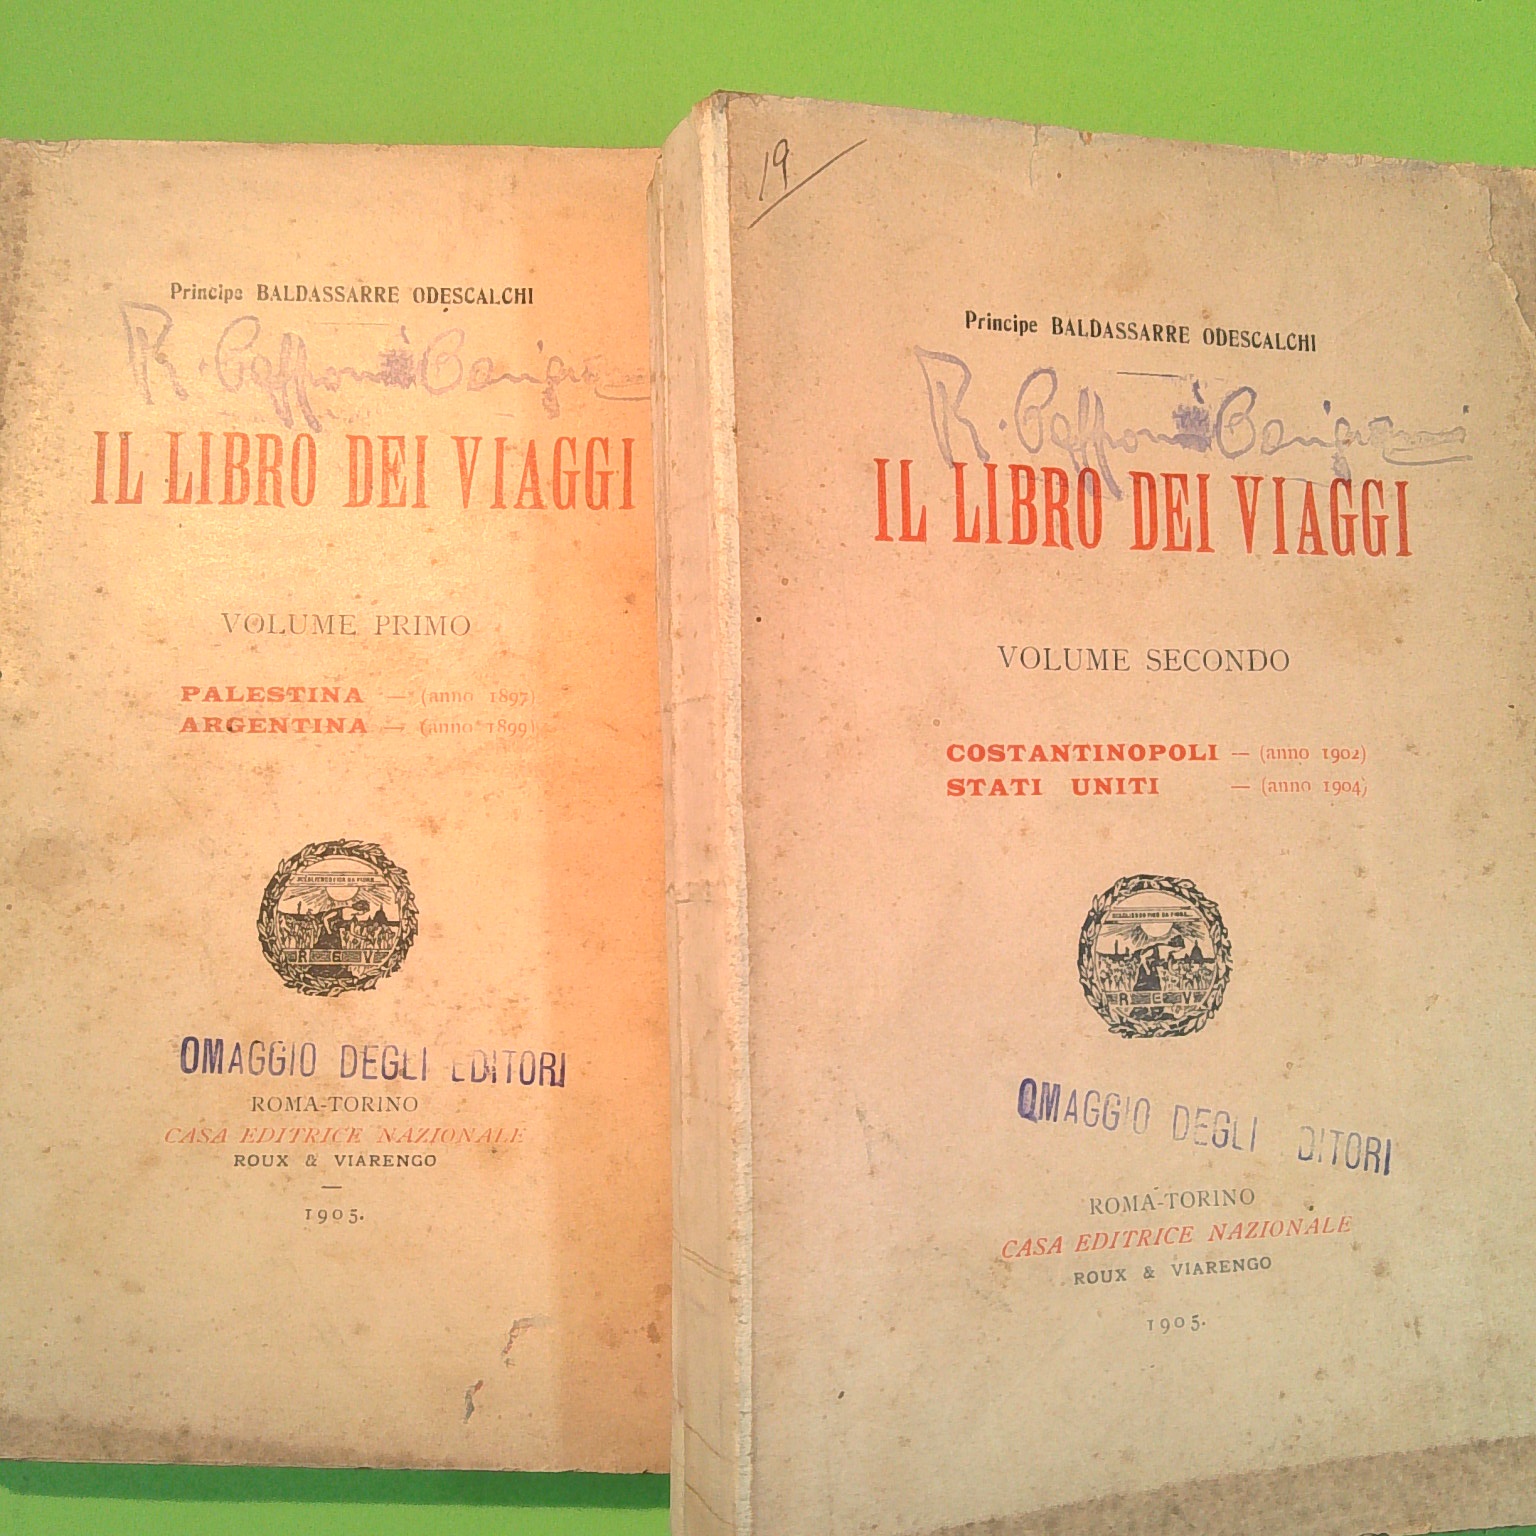 Principe BALDASSARRE ODESCALCHI
IL LIBRO DEI VIAGGI
VOLUME PRIMO
PALESTINA — (anno 1897)
ARGENTINA — (anno 1899)
R E V
OMAGGIO DEGLI EDITORI
ROMA-TORINO
CASA EDITRICE NAZIONALE
ROUX & VIARENGO
1905.
19
Principe BALDASSARRE ODESCALCHI
R.
IL LIBRO DEI VIAGGI
VOLUME SECONDO
COSTANTINOPOLI — (anno 1902)
STATI UNITI — (anno 1904)
R E V
OMAGGIO DEGLI DITORI
ROMA-TORINO
CASA EDITRICE NAZIONALE
ROUX & VIARENGO
1905.